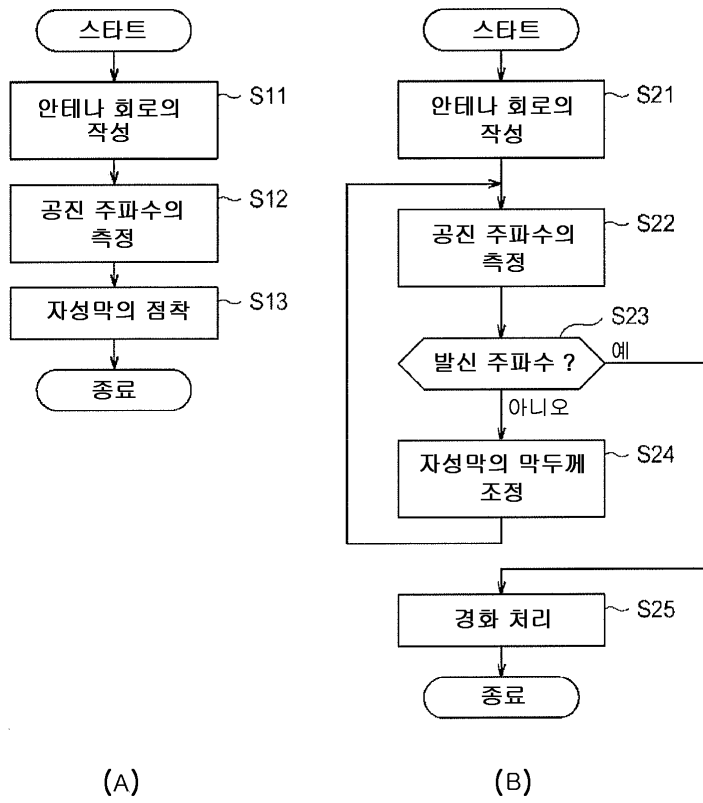 스타트
안테나 회로의
작성
S11
공진 주파수의
측정
S12
자성막의 점착
S13
종료
(A)
스타트
안테나 회로의
작성
S21
공진 주파수의
측정
S22
S23
발신 주파수 ?
예
아니오
자성막의 막두께
조정
S24
경화 처리
S25
종료
(B)